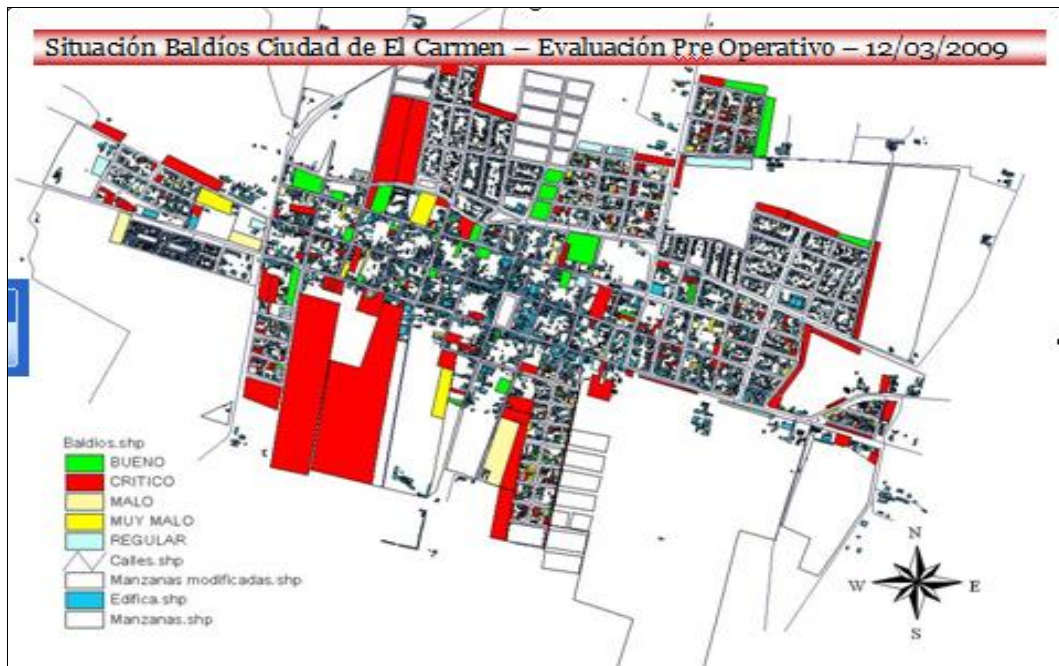 Situación Baldíos Ciudad de El Carmen – Evaluación Pre Operativo – 12/03/2009
Baldios.shp
BUENO
CRITICO
MALO
MUY MALO
REGULAR
Calles.shp
Manzanas modificadas.shp
Edifica.shp
Manzanas.shp
N
W
E
S